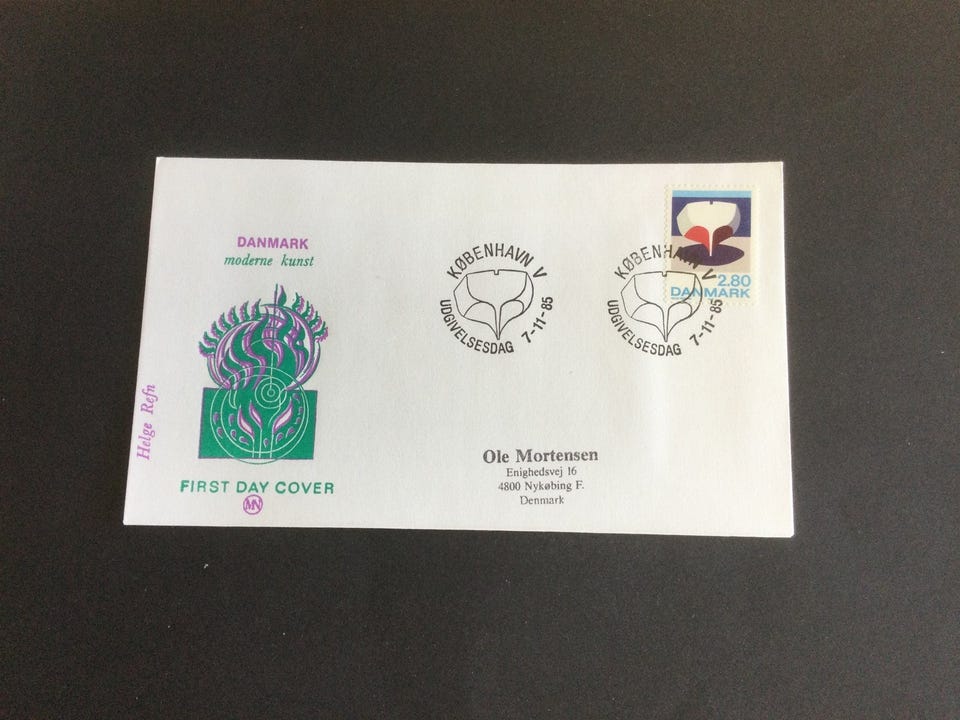 DANMARK
moderne kunst
Helge Refn
FIRST DAY COVER
MN
KØBENHAVN V
UDGIVELSESDAG 7-11-85
KØBENHAVN V
UDGIVELSESDAG 7-11-85
2.80
DANMARK
Ole Mortensen
Enighedsvej 16
4800 Nykøbing F.
Denmark